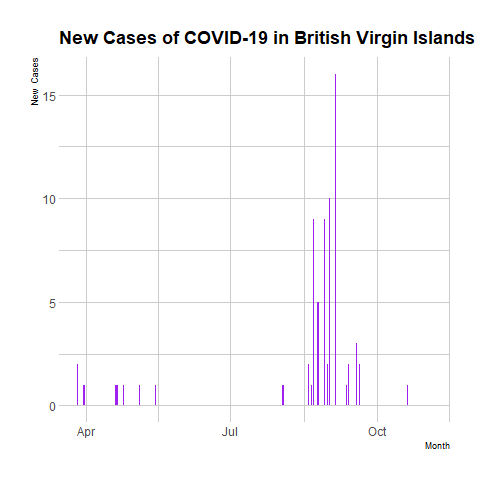 New Cases of COVID-19 in British Virgin Islands
New Cases
15
10
5
0
Apr Jul Oct
Month